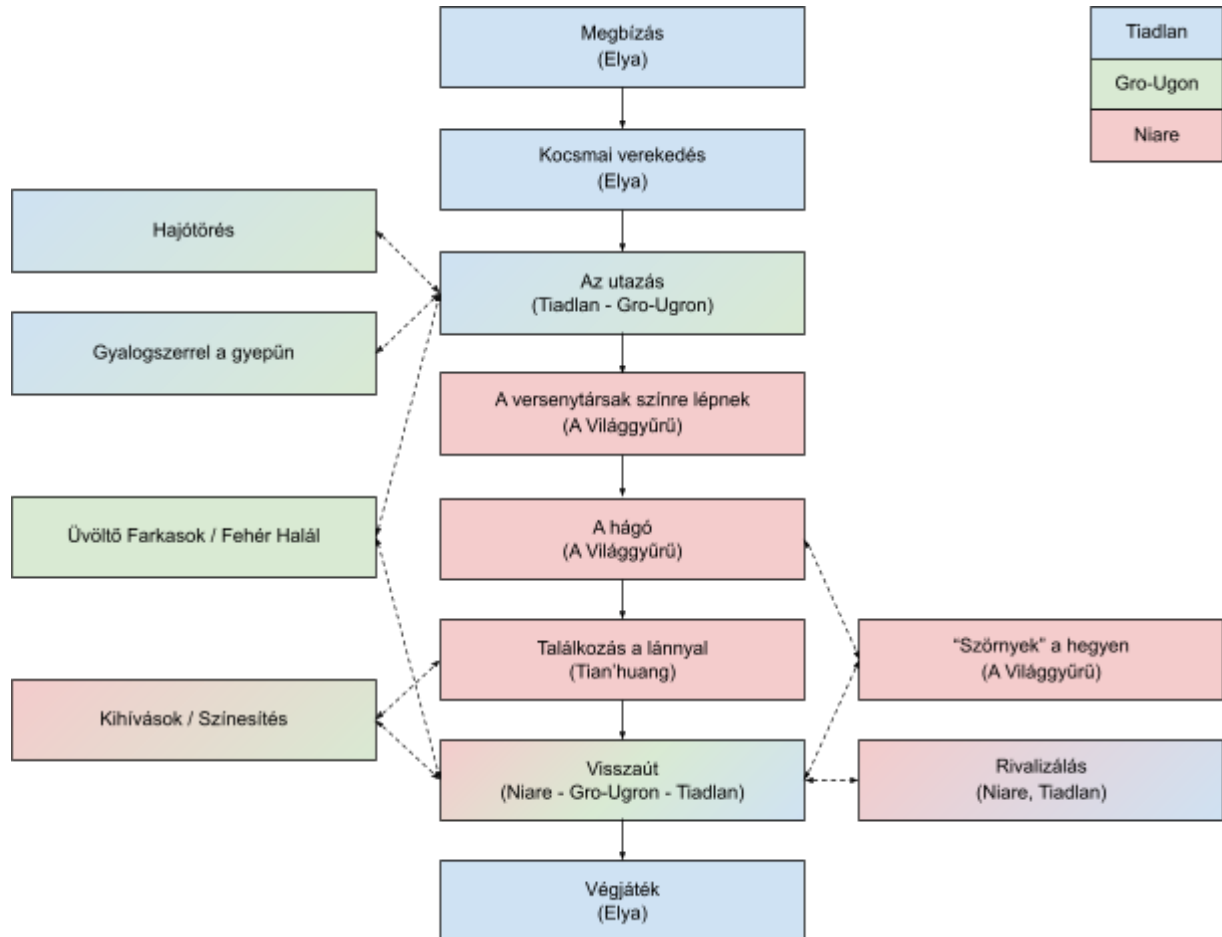 Megbízás
(Elya)
Tiadlan
Gro-Ugon
Niare
Kocsmai verekedés
(Elya)
Hajótörés
Az utazás
(Tiadlan - Gro-Ugron)
Gyalogszerrel a gyepün
A versenytársak színre lépnek
(A Világgyűrű)
Üvöltő Farkasok / Fehér Halál
A hágó
(A Világgyűrű)
Találkozás a lánnyal
(Tian'huang)
“Szörnyek” a hegyen
(A Világgyűrű)
Kihívások / Színesítés
Visszaút
(Niare - Gro-Ugron - Tiadlan)
Rivalizálás
(Niare, Tiadlan)
Végjáték
(Elya)